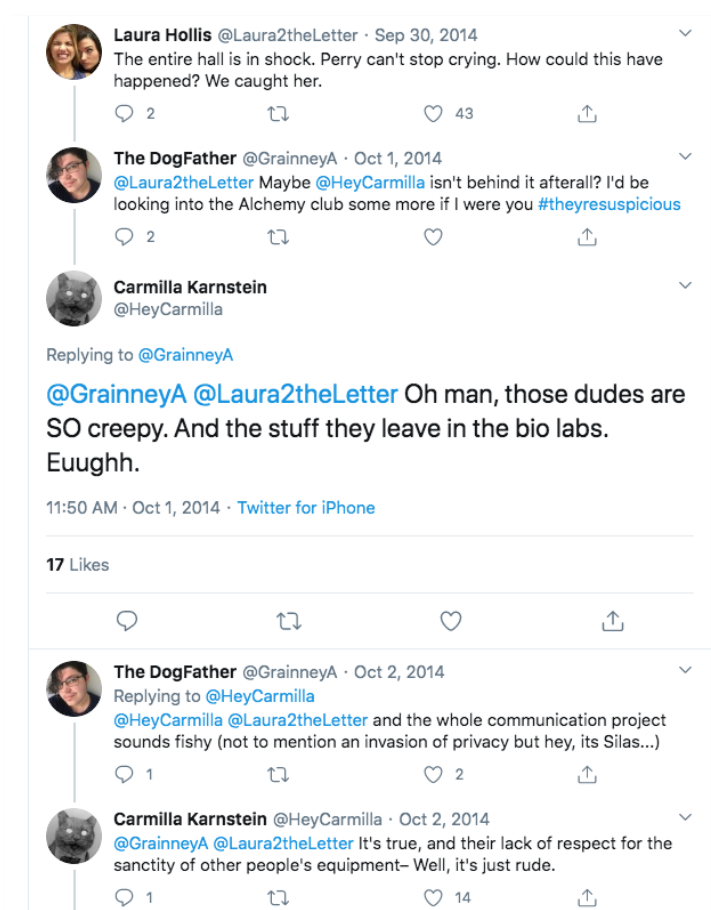 Laura Hollis @Laura2theLetter · Sep 30, 2014
The entire hall is in shock. Perry can't stop crying. How could this have
happened? We caught her.
2 43
The DogFather @GrainneyA · Oct 1, 2014
@Laura2theLetter Maybe @HeyCarmilla isn't behind it afterall? I'd be
looking into the Alchemy club some more if I were you #theyresuspicious
2
Carmilla Karnstein
@HeyCarmilla
Replying to @GrainneyA
@GrainneyA @Laura2theLetter Oh man, those dudes are
SO creepy. And the stuff they leave in the bio labs.
Euughh.
11:50 AM · Oct 1, 2014 · Twitter for iPhone
17 Likes
The DogFather @GrainneyA · Oct 2, 2014
Replying to @HeyCarmilla
@HeyCarmilla @Laura2theLetter and the whole communication project
sounds fishy (not to mention an invasion of privacy but hey, its Silas...)
1 2
Carmilla Karnstein @HeyCarmilla · Oct 2, 2014
@GrainneyA @Laura2theLetter It's true, and their lack of respect for the
sanctity of other people's equipment– Well, it's just rude.
1 14